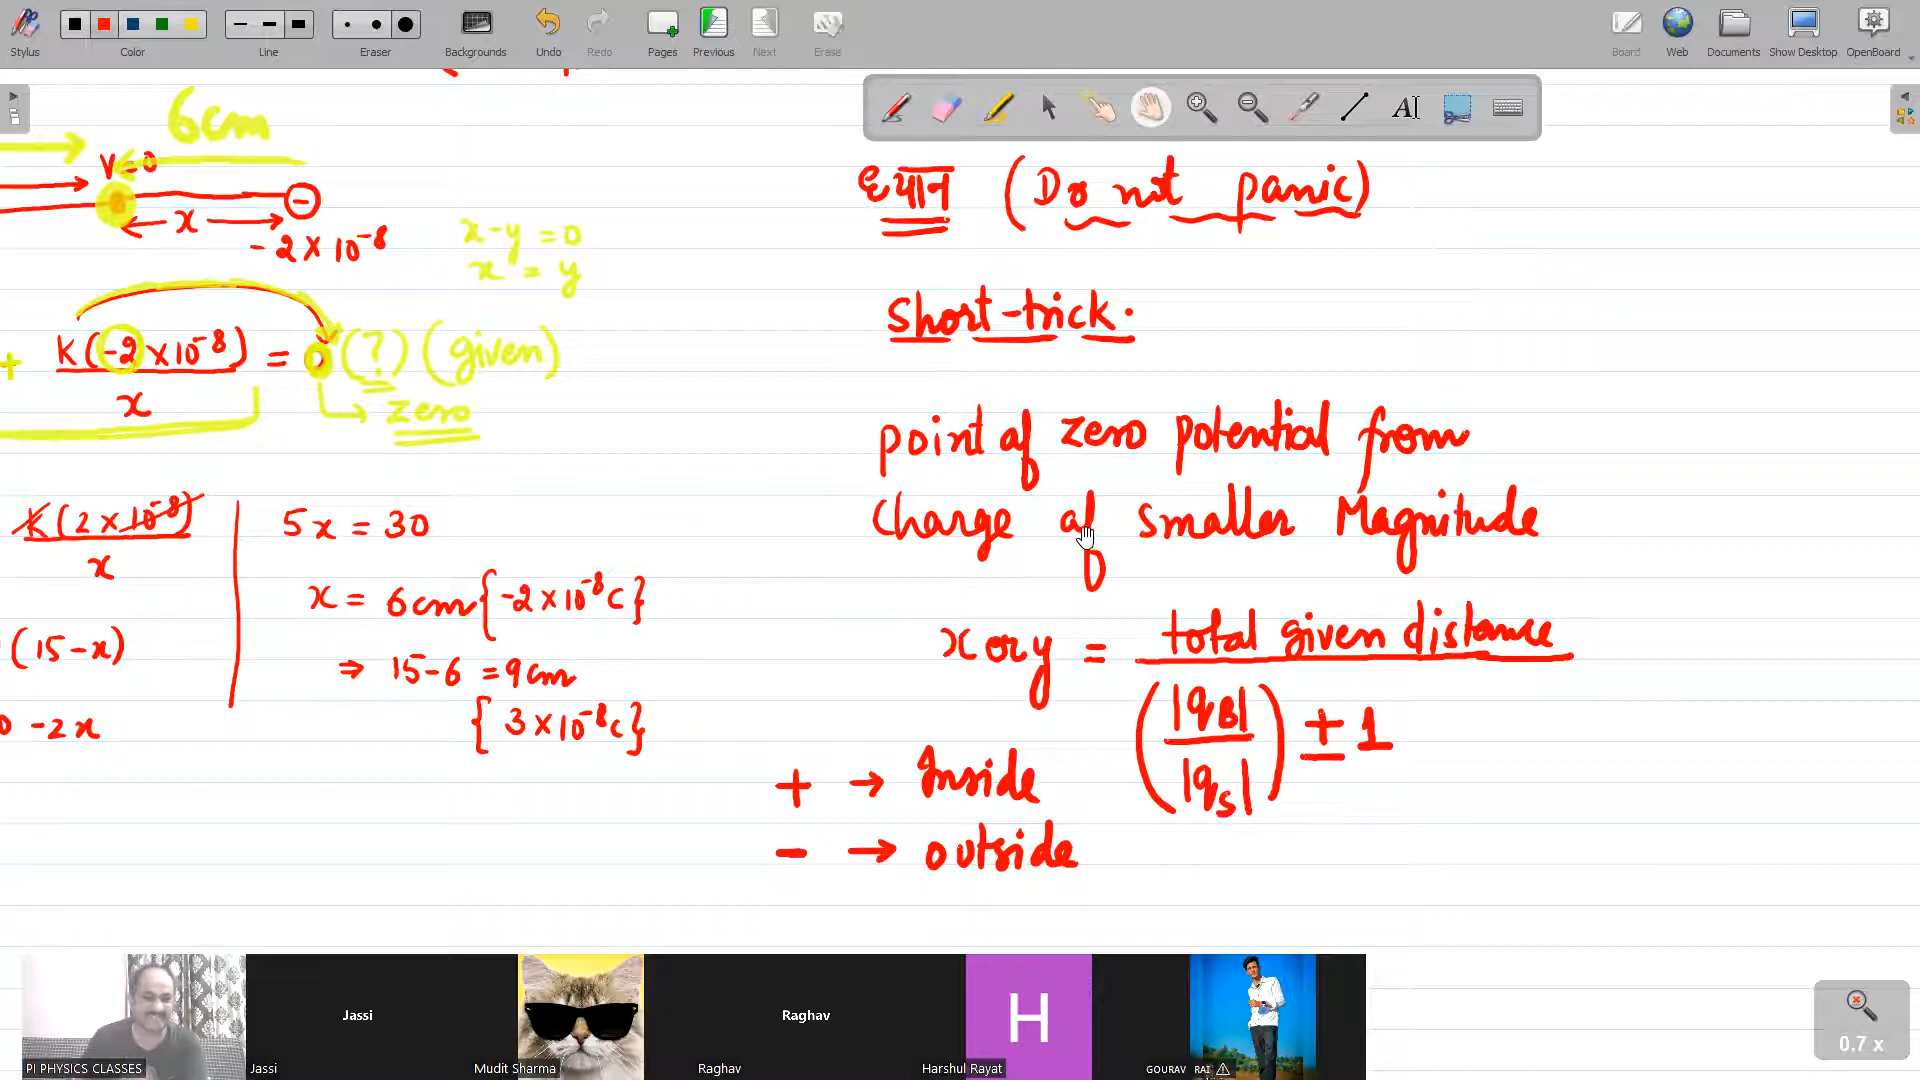 Stylus
Color
Line
Eraser
Backgrounds
Undo
Redo
Pages
Previous
Next
Erase
Board
Web
Documents
Show Desktop
OpenBoard
6cm
V=0
x
-2×10⁻⁸
x-y=0
x=y
+ K(-2×10⁻⁸)/x = 0 (?) (given)
zero
K(2×10⁻⁸)/x
(15-x)
0 -2x
5x = 30
x = 6cm {-2×10⁻⁸c}
⇒ 15-6 = 9cm
{3×10⁻⁸c}
ध्यान (Do not panic)
Short-trick.
point of zero potential from
charge of smaller Magnitude
x or y = total given distance / (|qB|/|qs|) ± 1
+ → Inside
- → outside
PI PHYSICS CLASSES
Jassi
Jassi
Mudit Sharma
Raghav
Raghav
H
Harshul Rayat
GOURAV RAI
0.7 x